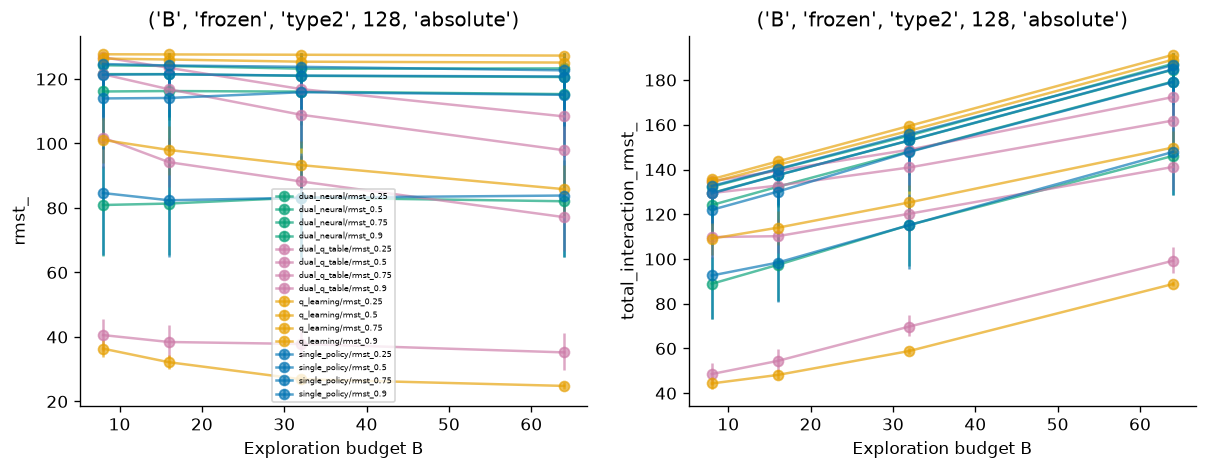 ('B', 'frozen', 'type2', 128, 'absolute')
rmst_
120
100
80
60
40
20
10
20
30
40
50
60
Exploration budget B
dual_neural/rmst_0.25
dual_neural/rmst_0.5
dual_neural/rmst_0.75
dual_neural/rmst_0.9
dual_q_table/rmst_0.25
dual_q_table/rmst_0.5
dual_q_table/rmst_0.75
dual_q_table/rmst_0.9
q_learning/rmst_0.25
q_learning/rmst_0.5
q_learning/rmst_0.75
q_learning/rmst_0.9
single_policy/rmst_0.25
single_policy/rmst_0.5
single_policy/rmst_0.75
single_policy/rmst_0.9
('B', 'frozen', 'type2', 128, 'absolute')
total_interaction_rmst_
180
160
140
120
100
80
60
40
10
20
30
40
50
60
Exploration budget B